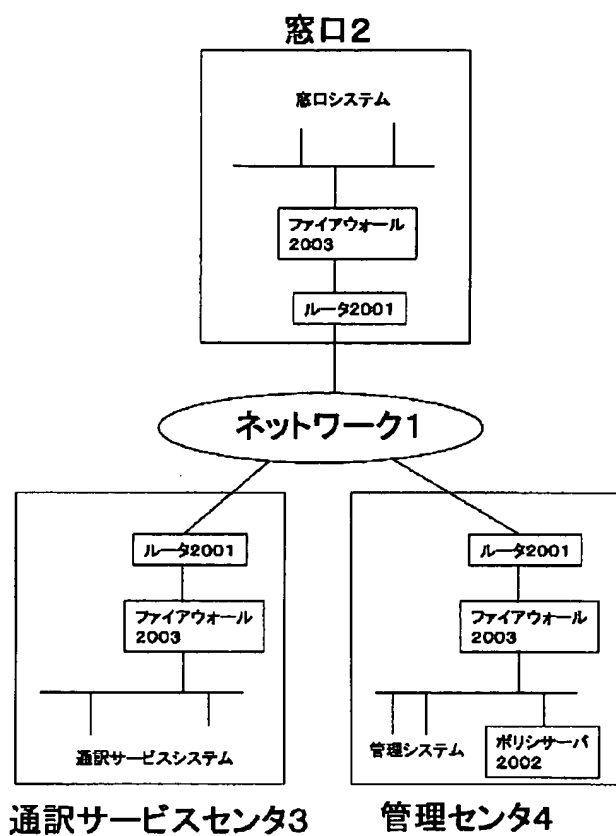 窓口2
窓口システム
ファイアウォール
2003
ルータ2001
ネットワーク1
ルータ2001
ファイアウォール
2003
通訳サービスシステム
通訳サービスセンタ3
ルータ2001
ファイアウォール
2003
管理システム
ポリシサーバ
2002
管理センタ4